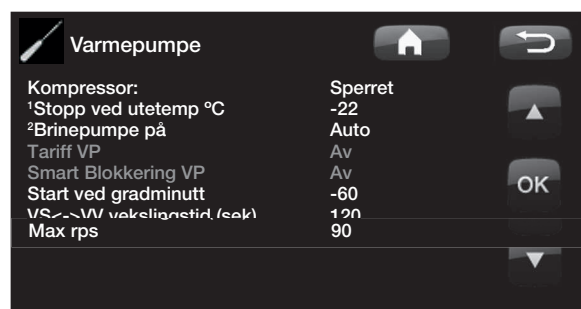 Varmepumpe
Kompressor: Sperret
¹Stopp ved utetemp ºC -22
²Brinepumpe på Auto
Tariff VP Av
Smart Blokkering VP Av
Start ved gradminutt -60
VS<->VV vekslingstid (sek) 120
Max rps 90
OK